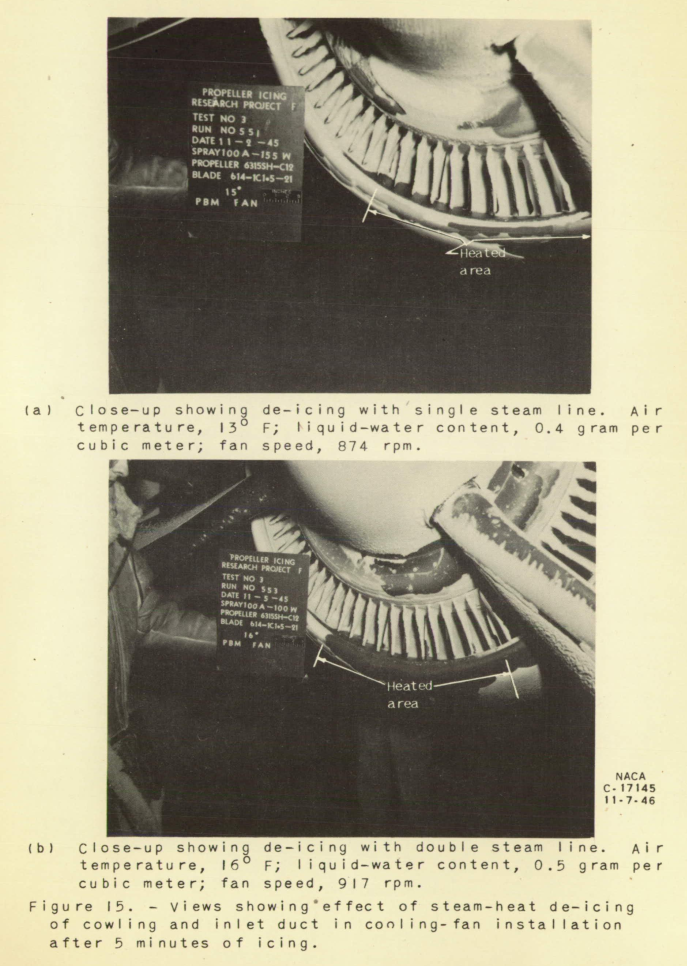 PROPELLER ICING
RESEARCH PROJECT F
TEST NO 3
RUN NO 551
DATE 11-2-45
SPRAY 100 A-155 W
PROPELLER 6315SH-C12
BLADE 614-1C1•5-21
15°
PBM FAN
Heated
area
(a) Close-up showing de-icing with single steam line. Air
temperature, 13° F; liquid-water content, 0.4 gram per
cubic meter; fan speed, 874 rpm.
PROPELLER ICING
RESEARCH PROJECT F
TEST NO 3
RUN NO 553
DATE 11-5-45
SPRAY 100 A-100 W
PROPELLER 6315SH-C12
BLADE 614-1C1•5-21
16°
PBM FAN
Heated
area
NACA
C-17145
11-7-46
(b) Close-up showing de-icing with double steam line. Air
temperature, 16° F; liquid-water content, 0.5 gram per
cubic meter; fan speed, 917 rpm.
Figure 15. - Views showing effect of steam-heat de-icing
of cowling and inlet duct in cooling-fan installation
after 5 minutes of icing.